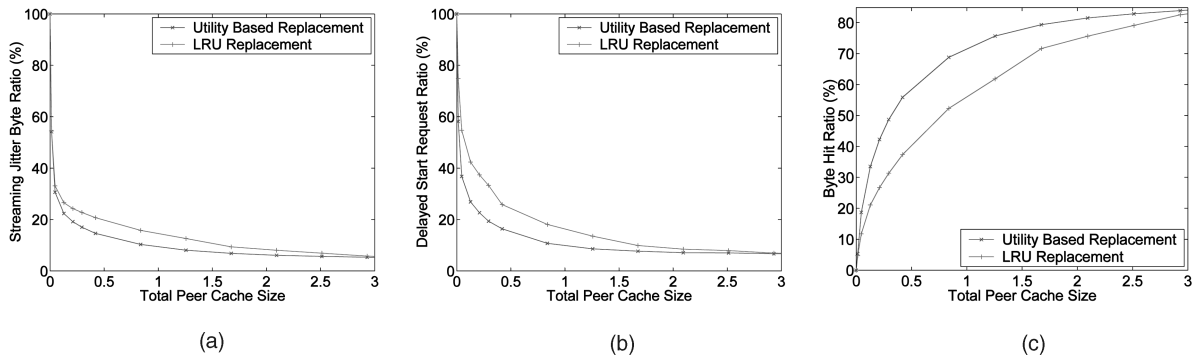 Streaming Jitter Byte Ratio (%)
100
80
60
40
20
0
0 0.5 1 1.5 2 2.5 3
Total Peer Cache Size
Utility Based Replacement
LRU Replacement
(a)
Delayed Start Request Ratio (%)
100
80
60
40
20
0
0 0.5 1 1.5 2 2.5 3
Total Peer Cache Size
Utility Based Replacement
LRU Replacement
(b)
Byte Hit Ratio (%)
80
70
60
50
40
30
20
10
0
0 0.5 1 1.5 2 2.5 3
Total Peer Cache Size
Utility Based Replacement
LRU Replacement
(c)